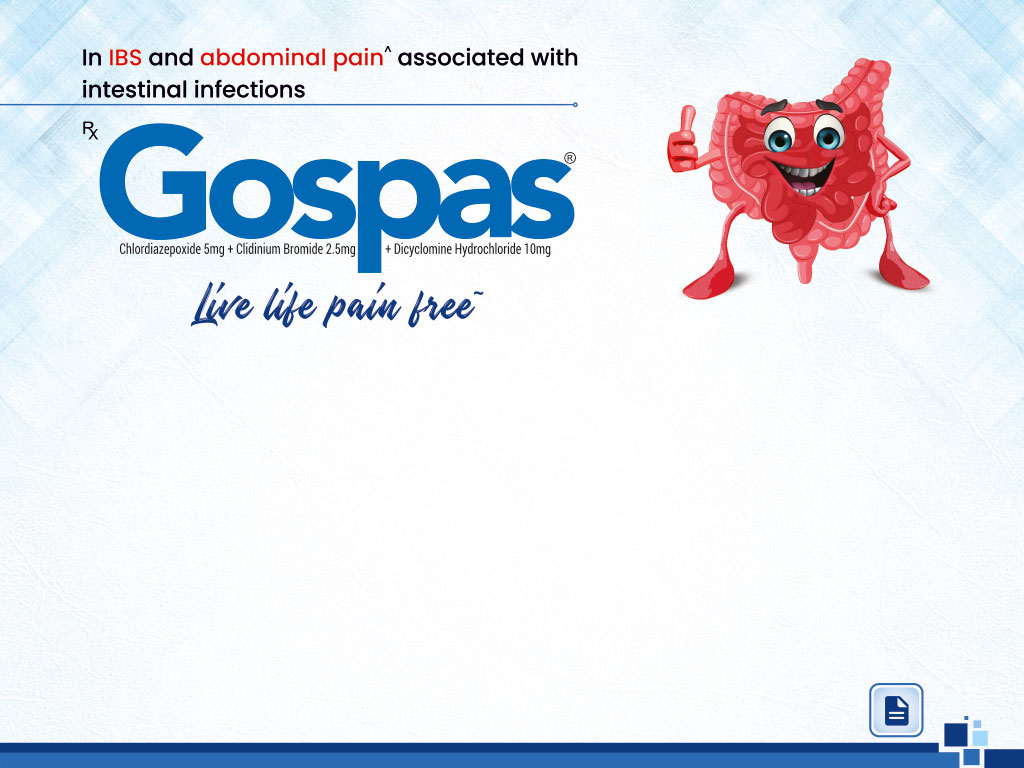 In IBS and abdominal pain^ associated with
intestinal infections
℞
Gospas®
Chlordiazepoxide 5mg + Clidinium Bromide 2.5mg + Dicyclomine Hydrochloride 10mg
Live life pain free~